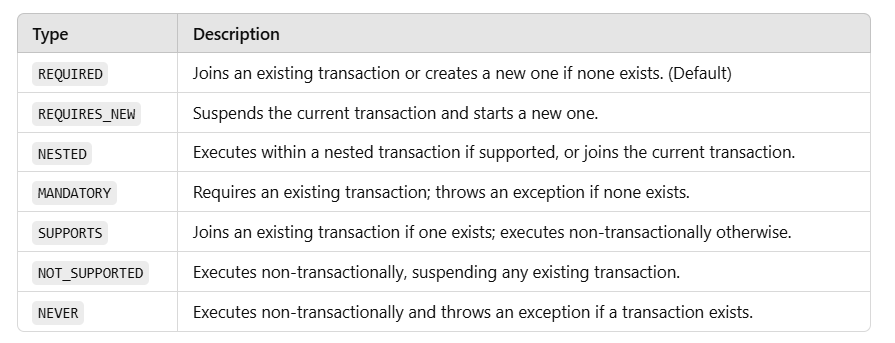 Type Description
REQUIRED Joins an existing transaction or creates a new one if none exists. (Default)
REQUIRES_NEW Suspends the current transaction and starts a new one.
NESTED Executes within a nested transaction if supported, or joins the current transaction.
MANDATORY Requires an existing transaction; throws an exception if none exists.
SUPPORTS Joins an existing transaction if one exists; executes non-transactionally otherwise.
NOT_SUPPORTED Executes non-transactionally, suspending any existing transaction.
NEVER Executes non-transactionally and throws an exception if a transaction exists.